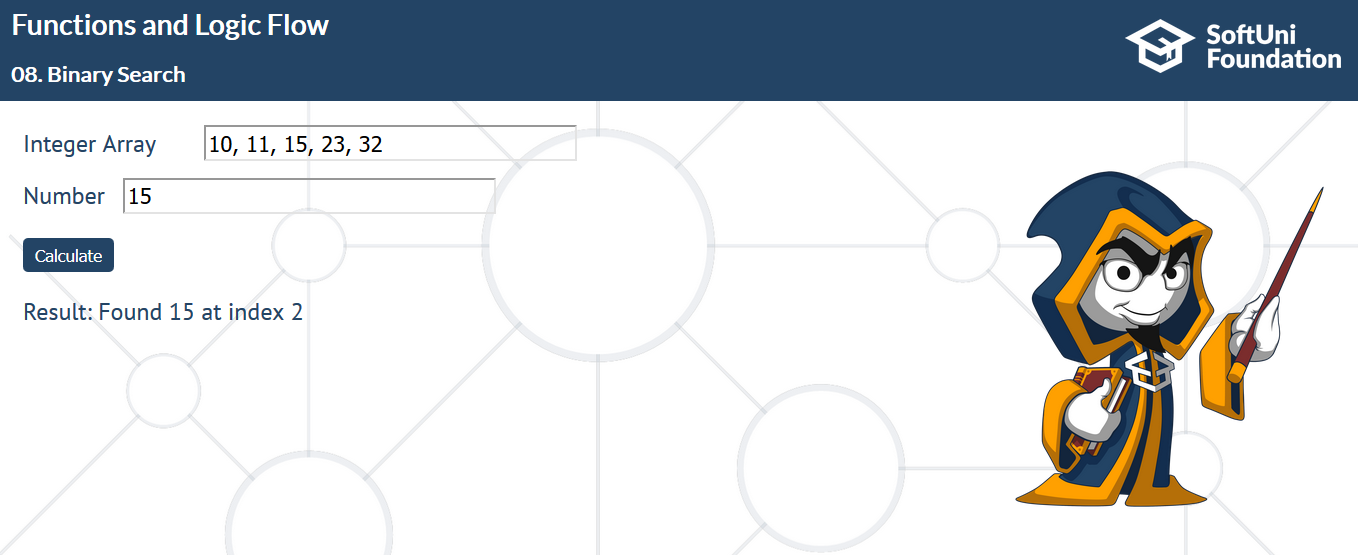 Functions and Logic Flow
SoftUni
Foundation
08. Binary Search
Integer Array 10, 11, 15, 23, 32
Number 15
Calculate
Result: Found 15 at index 2